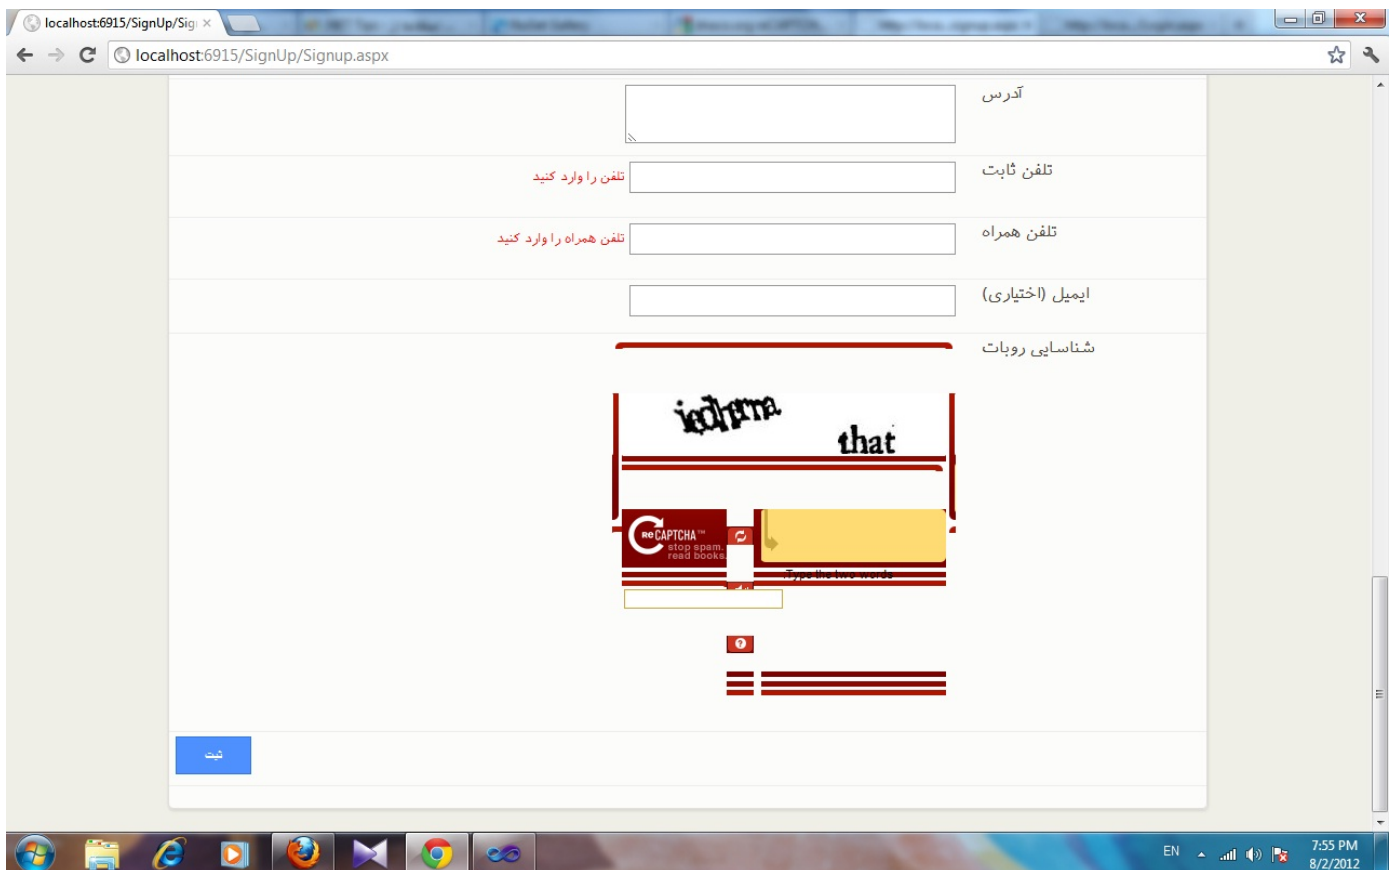 localhost:6915/SignUp/Sig
localhost:6915/SignUp/Signup.aspx
آدرس
تلفن ثابت
تلفن را وارد کنید
تلفن همراه
تلفن همراه را وارد کنید
ایمیل (اختیاری)
شناسایی روبات
that
reCAPTCHA™
stop spam.
read books.
Type the two words
ثبت
EN
7:55 PM
8/2/2012